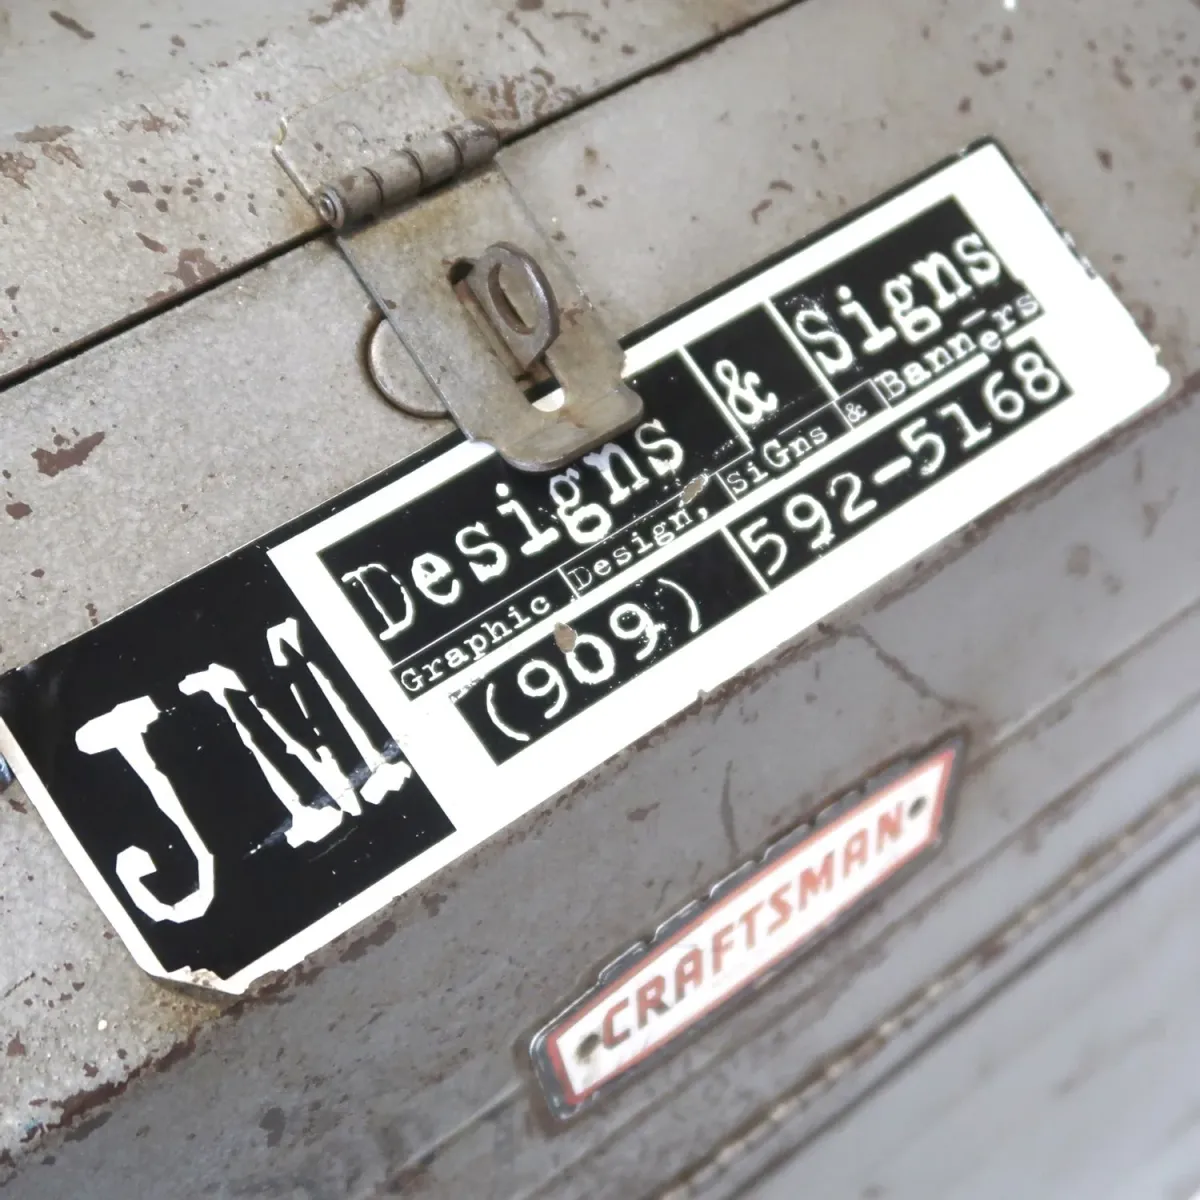 JM
Designs & Signs
Graphic Design, SiGns & Banners
(909) 592-5168
CRAFTSMAN